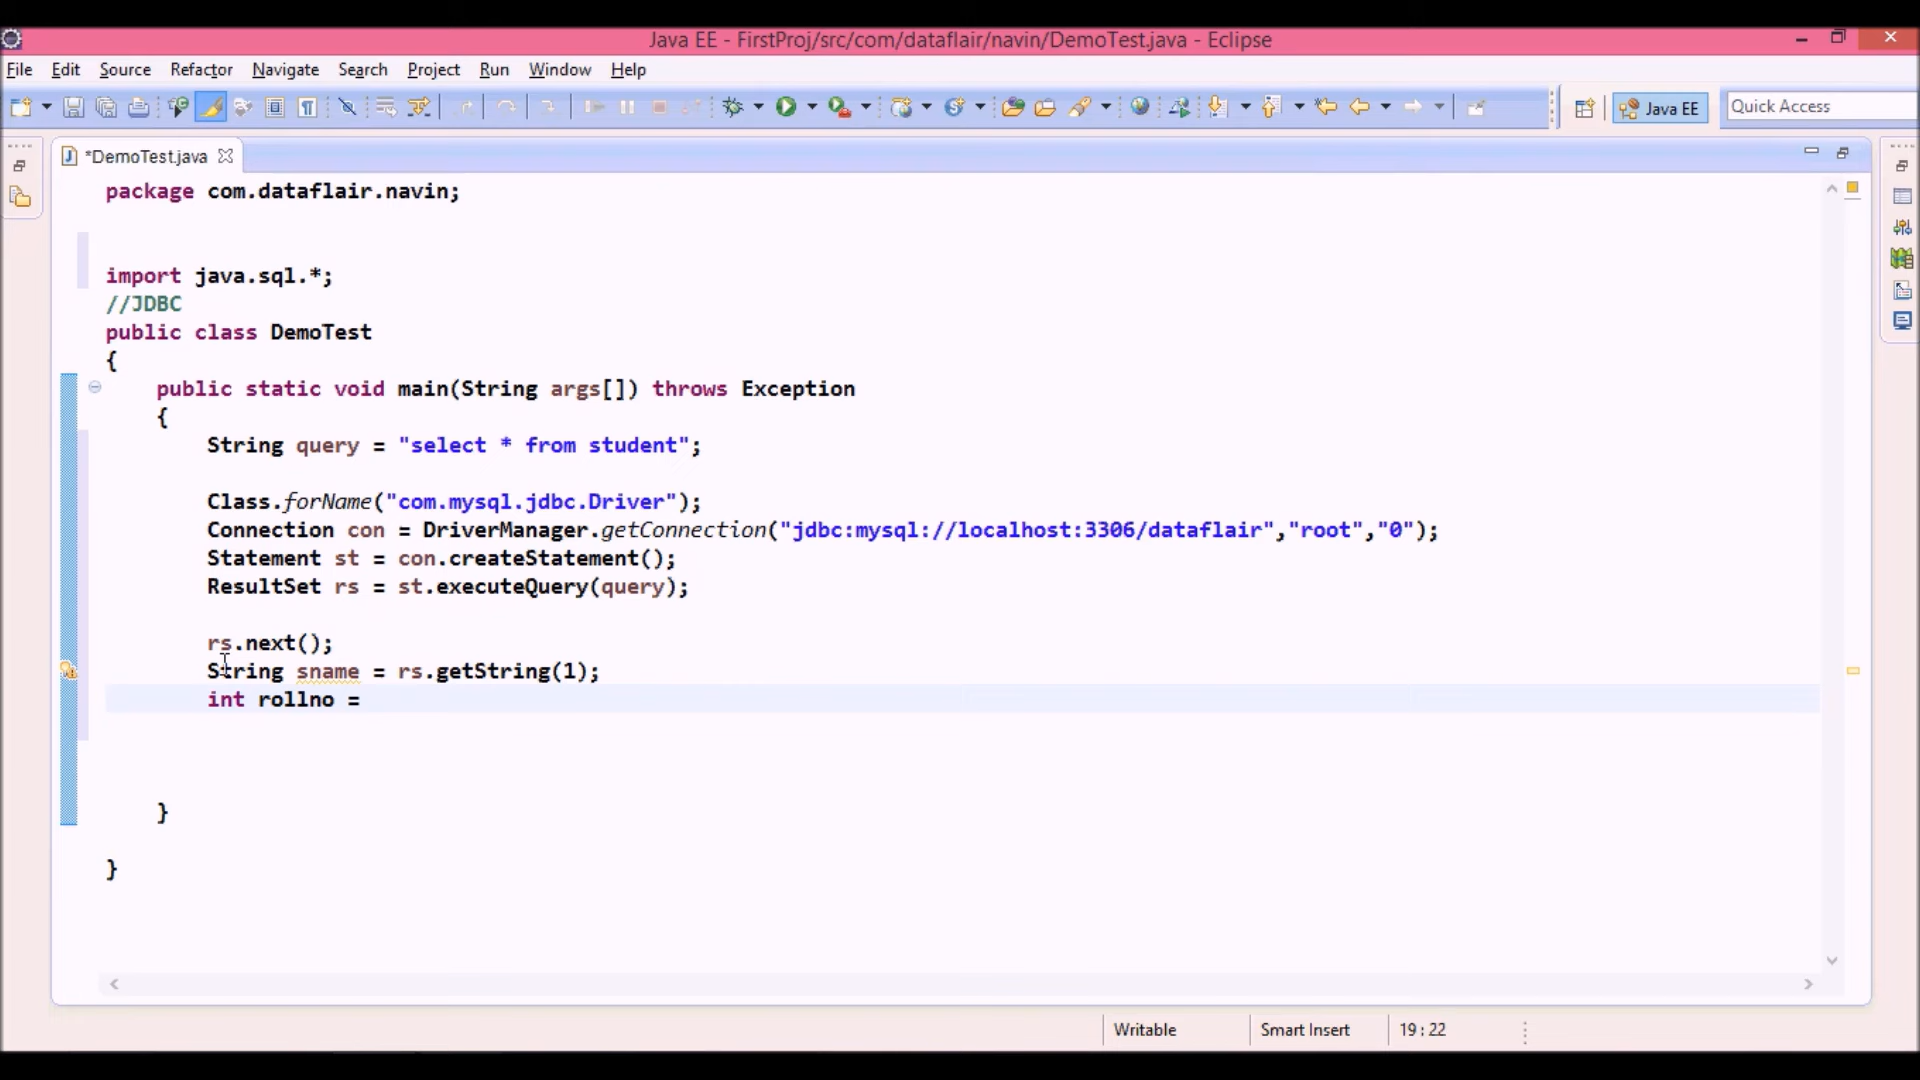 Java EE - FirstProj/src/com/dataflair/navin/DemoTest.java - Eclipse
File Edit Source Refactor Navigate Search Project Run Window Help
Java EE
Quick Access
*DemoTest.java
package com.dataflair.navin;
import java.sql.*;
//JDBC
public class DemoTest
{
public static void main(String args[]) throws Exception
{
String query = "select * from student";
Class.forName("com.mysql.jdbc.Driver");
Connection con = DriverManager.getConnection("jdbc:mysql://localhost:3306/dataflair","root","0");
Statement st = con.createStatement();
ResultSet rs = st.executeQuery(query);
rs.next();
String sname = rs.getString(1);
int rollno =
}
}
Writable
Smart Insert
19 : 22